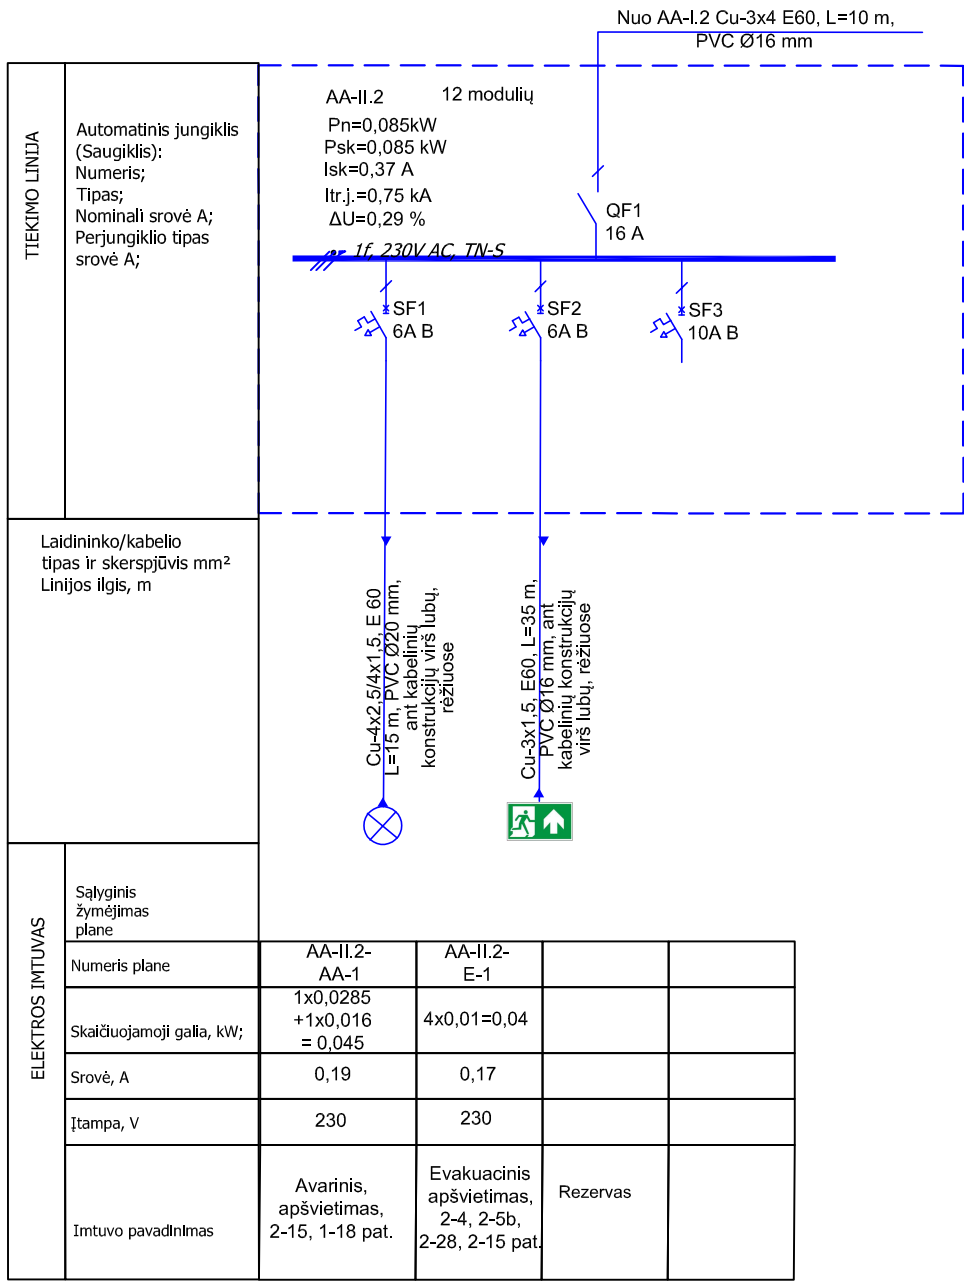 Nuo AA-I.2 Cu-3x4 E60, L=10 m,
PVC Ø16 mm
AA-II.2
12 modulių
Pn=0,085kW
Psk=0,085 kW
Isk=0,37 A
Itr.j.=0,75 kA
ΔU=0,29 %
QF1
16 A
1f, 230V AC, TN-S
SF1
6A B
SF2
6A B
SF3
10A B
TIEKIMO LINIJA
Automatinis jungiklis
(Saugiklis):
Numeris;
Tipas;
Nominali srovė A;
Perjungiklio tipas
srovė A;
Laidininko/kabelio
tipas ir skerspjūvis mm²
Linijos ilgis, m
Cu-4x2,5/4x1,5, E 60
L=15 m, PVC Ø20 mm,
ant kabelinių
konstrukcijų virš lubų,
rėžiuose
Cu-3x1,5, E60, L=35 m,
PVC Ø16 mm, ant
kabelinių konstrukcijų
virš lubų, rėžiuose
ELEKTROS IMTUVAS
Sąlyginis
žymėjimas
plane
Numeris plane
AA-II.2-
AA-1
AA-II.2-
E-1
Skaičiuojamoji galia, kW;
1x0,0285
+1x0,016
= 0,045
4x0,01=0,04
Srovė, A
0,19
0,17
Įtampa, V
230
230
Imtuvo pavadinimas
Avarinis,
apšvietimas,
2-15, 1-18 pat.
Evakuacinis
apšvietimas,
2-4, 2-5b,
2-28, 2-15 pat.
Rezervas